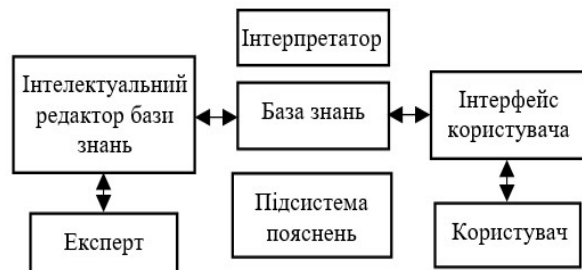 Інтерпретатор
Інтелектуальний
редактор бази
знань
База знань
Інтерфейс
користувача
Підсистема
пояснень
Експерт
Користувач